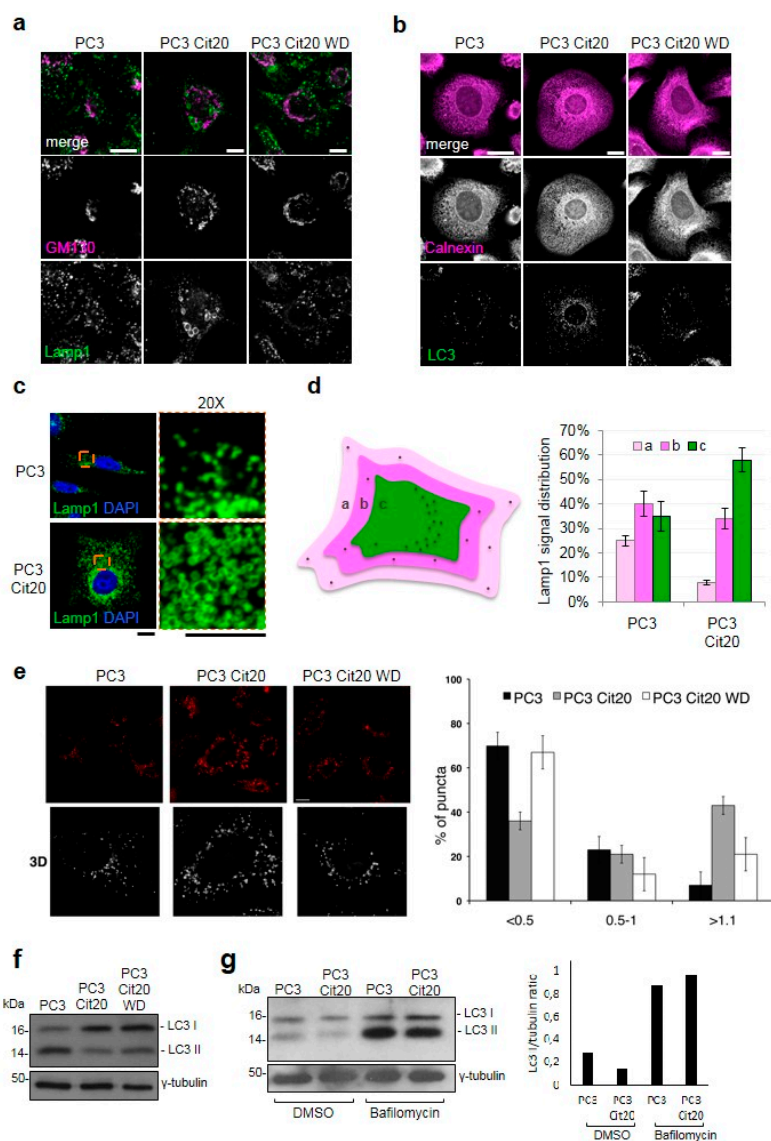 a
PC3 PC3 Cit20 PC3 Cit20 WD
merge
GM130
Lamp1
b
PC3 PC3 Cit20 PC3 Cit20 WD
merge
Calnexin
LC3
c
20X
PC3
Lamp1 DAPI
PC3
Cit20
Lamp1 DAPI
d
a b c
Lamp1 signal distribution
70%
60%
50%
40%
30%
20%
10%
0%
a b c
PC3 PC3
Cit20
e
PC3 PC3 Cit20 PC3 Cit20 WD
3D
PC3 PC3 Cit20 PC3 Cit20 WD
% of puncta
100
80
60
40
20
0
<0.5 0.5-1 >1.1
f
kDa
PC3
PC3
Cit20
PC3
Cit20
WD
16-
14-
50-
- LC3 I
- LC3 II
γ-tubulin
g
kDa
PC3
PC3
Cit20
PC3
PC3
Cit20
16-
14-
50-
- LC3 I
- LC3 II
γ-tubulin
DMSO Bafilomycin
Lc3 I/tubulin ratio
1
0,8
0,6
0,4
0,2
0
PC3
PC3
Cit20
PC3
PC3
Cit20
DMSO Bafilomycin